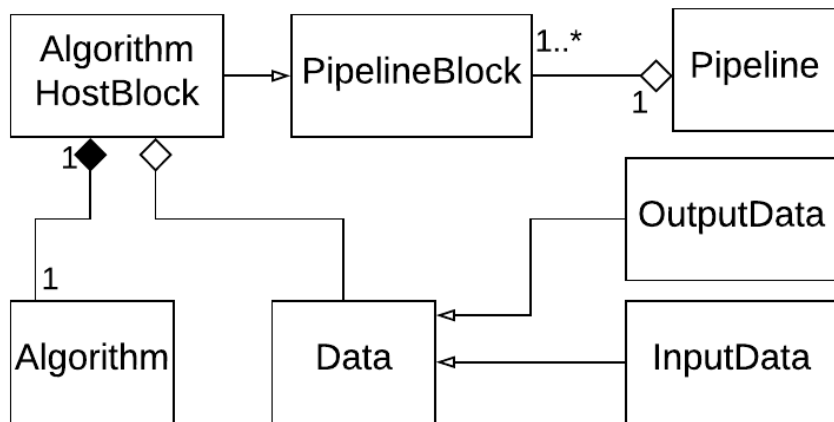 Algorithm
HostBlock
PipelineBlock
1..*
1
Pipeline
1
OutputData
1
Algorithm
Data
InputData